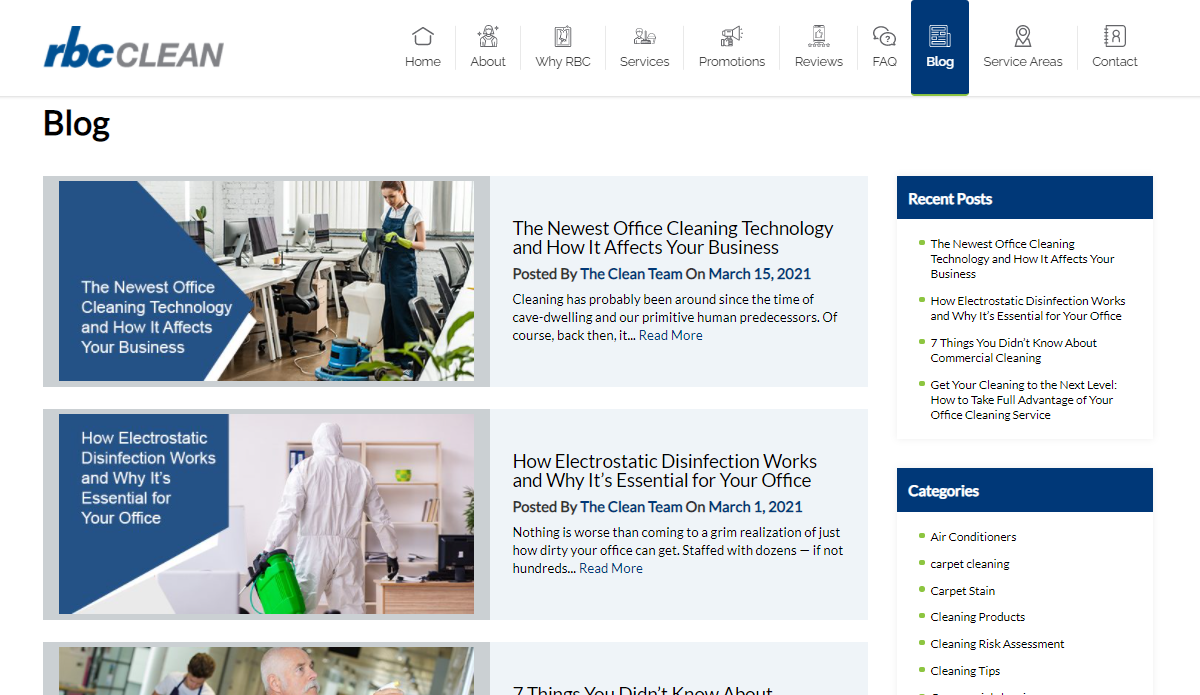 rbc CLEAN
Home
About
Why RBC
Services
Promotions
Reviews
FAQ
Blog
Service Areas
Contact
Blog
The Newest Office
Cleaning Technology
and How It Affects
Your Business
The Newest Office Cleaning Technology
and How It Affects Your Business
Posted By The Clean Team On March 15, 2021
Cleaning has probably been around since the time of
cave-dwelling and our primitive human predecessors. Of
course, back then, it... Read More
How Electrostatic
Disinfection Works
and Why It's
Essential for
Your Office
How Electrostatic Disinfection Works
and Why It’s Essential for Your Office
Posted By The Clean Team On March 1, 2021
Nothing is worse than coming to a grim realization of just
how dirty your office can get. Staffed with dozens — if not
hundreds... Read More
7 Things You Didn’t Know About
Recent Posts
The Newest Office Cleaning
Technology and How It Affects Your
Business
How Electrostatic Disinfection Works
and Why It’s Essential for Your Office
7 Things You Didn’t Know About
Commercial Cleaning
Get Your Cleaning to the Next Level:
How to Take Full Advantage of Your
Office Cleaning Service
Categories
Air Conditioners
carpet cleaning
Carpet Stain
Cleaning Products
Cleaning Risk Assessment
Cleaning Tips